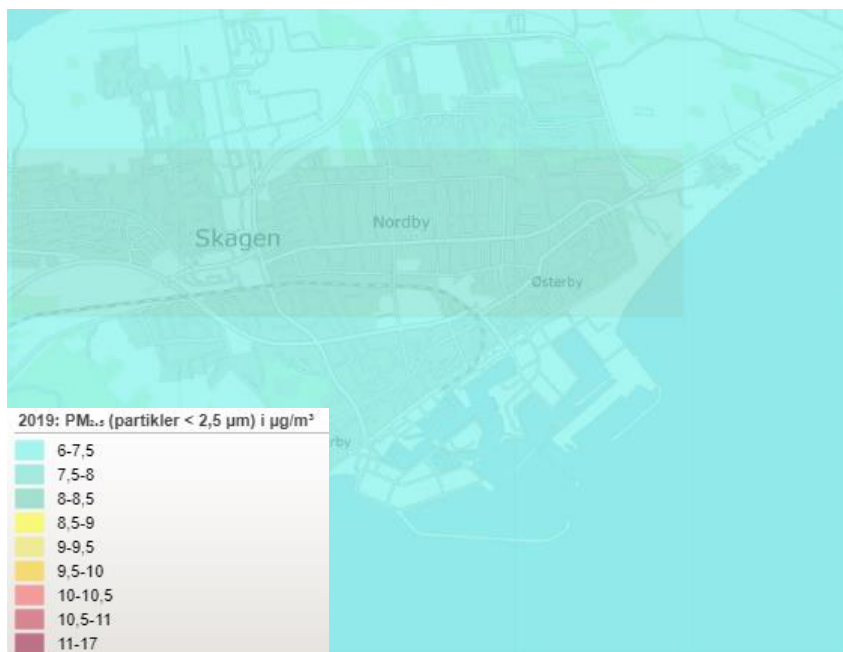 Skagen
Nordby
Østerby
rby
2019: PM₂.₅ (partikler < 2,5 µm) i µg/m³
6-7,5
7,5-8
8-8,5
8,5-9
9-9,5
9,5-10
10-10,5
10,5-11
11-17